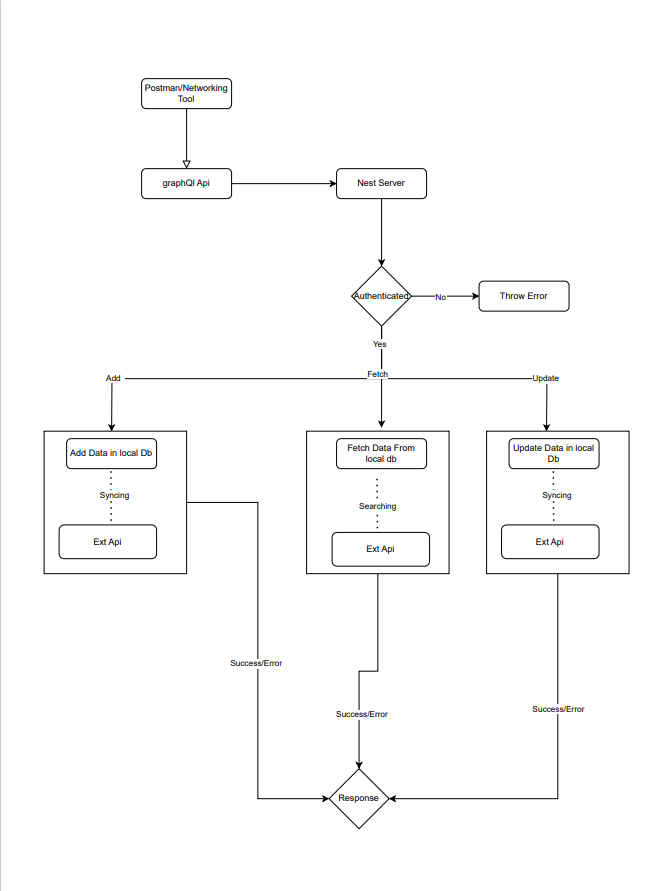 Postman/Networking
Tool
graphQl Api
Nest Server
Authenticated
No
Throw Error
Yes
Fetch
Add
Update
Add Data in local Db
Syncing
Ext Api
Fetch Data From
local db
Searching
Ext Api
Update Data in local
Db
Syncing
Ext Api
Success/Error
Success/Error
Success/Error
Response